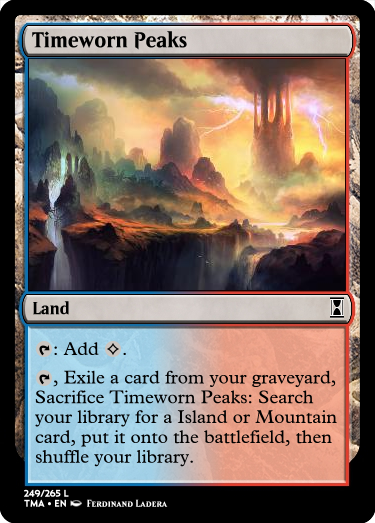 Timeworn Peaks
Land
: Add .
, Exile a card from your graveyard,
Sacrifice Timeworn Peaks: Search
your library for a Island or Mountain
card, put it onto the battlefield, then
shuffle your library.
249/265 L
TMA • EN Ferdinand Ladera